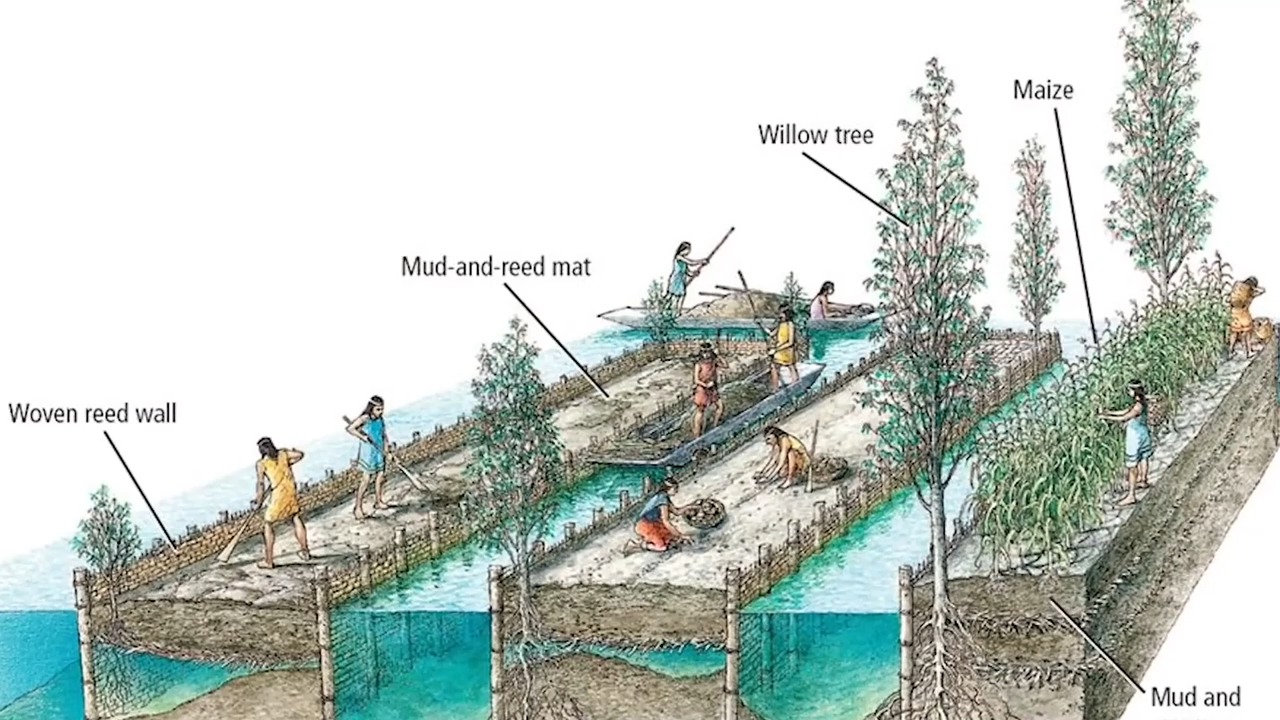 Maize
Willow tree
Mud-and-reed mat
Woven reed wall
Mud and